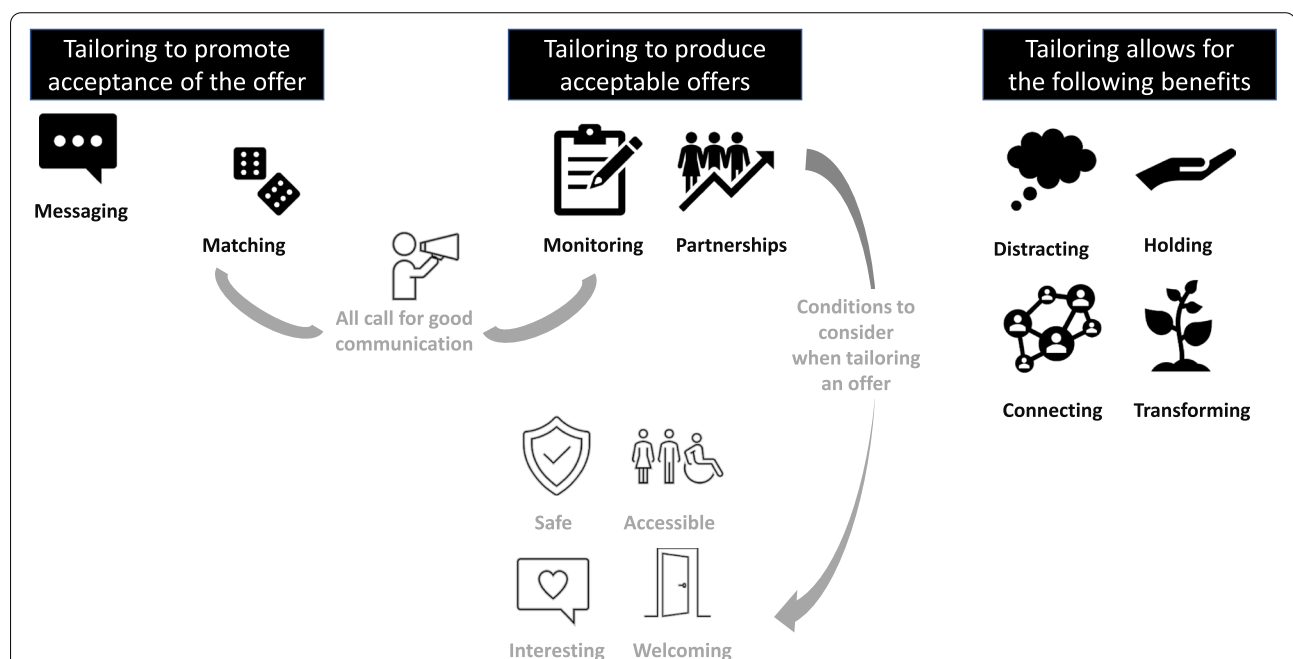 Tailoring to promote
acceptance of the offer
Messaging
Matching
All call for good
communication
Tailoring to produce
acceptable offers
Monitoring
Partnerships
Conditions to
consider
when tailoring
an offer
Safe
Accessible
Interesting
Welcoming
Tailoring allows for
the following benefits
Distracting
Holding
Connecting
Transforming